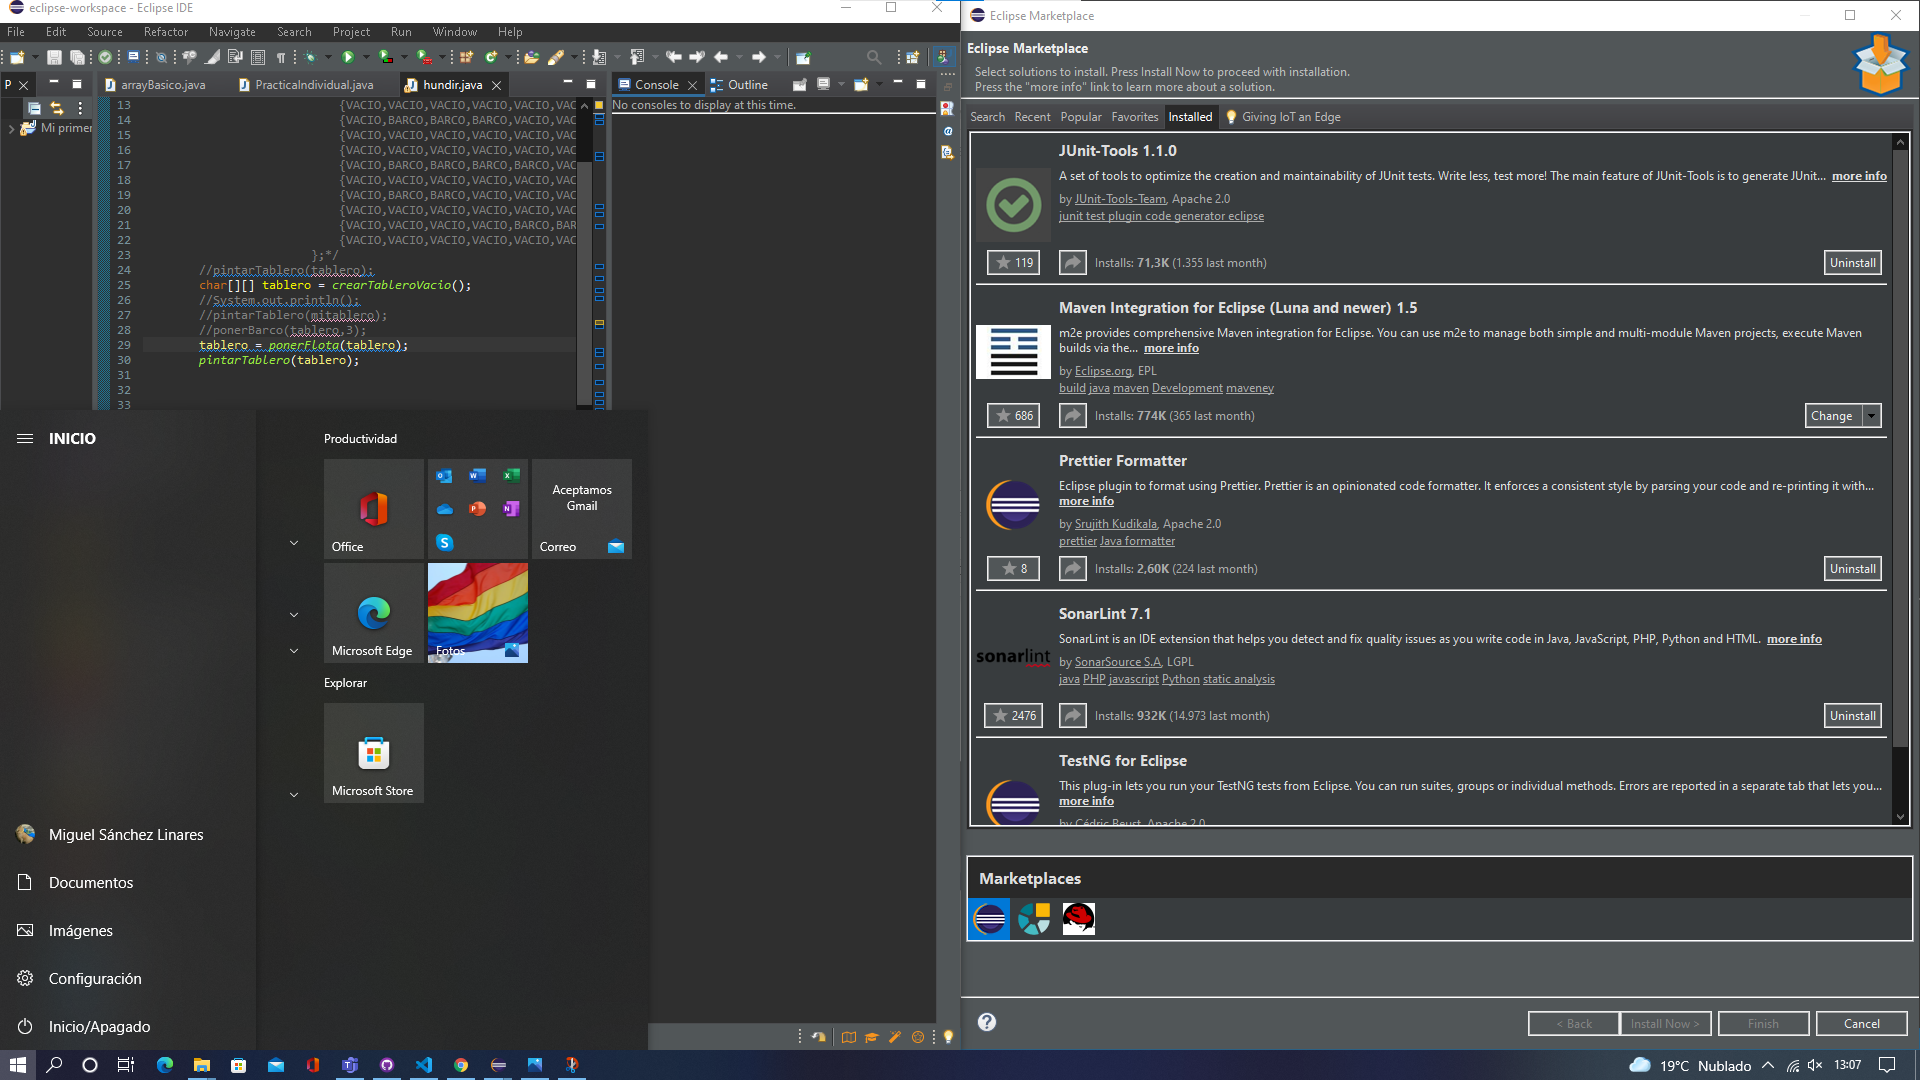 eclipse-workspace - Eclipse IDE
File Edit Source Refactor Navigate Search Project Run Window Help
P
arrayBasico.java
PracticaIndividual.java
hundir.java
Mi primer
13 {VACIO,VACIO,VACIO,VACIO,VACIO,VAC
14 {VACIO,BARCO,BARCO,VACIO,VACIO,VAC
15 {VACIO,VACIO,VACIO,VACIO,VACIO,VAC
16 {VACIO,VACIO,VACIO,VACIO,VACIO,VAC
17 {VACIO,BARCO,BARCO,VACIO,BARCO,VAC
18 {VACIO,VACIO,VACIO,VACIO,VACIO,VAC
19 {VACIO,BARCO,BARCO,VACIO,VACIO,VAC
20 {VACIO,VACIO,VACIO,VACIO,VACIO,VAC
21 {VACIO,VACIO,VACIO,VACIO,BARCO,BAR
22 {VACIO,VACIO,VACIO,VACIO,VACIO,VAC
23 };*/
24 //pintarTablero(tablero);
25 char[][] tablero = crearTableroVacio();
26 //System.out.println();
27 //pintarTablero(mitablero);
28 //ponerBarco(tablero,3);
29 tablero = ponerFlota(tablero);
30 pintarTablero(tablero);
31
32
33
Console
Outline
No consoles to display at this time.
INICIO
Miguel Sánchez Linares
Documentos
Imágenes
Configuración
Inicio/Apagado
Productividad
Office
Aceptamos
Gmail
Correo
Microsoft Edge
Fotos
Explorar
Microsoft Store
Eclipse Marketplace
Eclipse Marketplace
Select solutions to install. Press Install Now to proceed with installation.
Press the "more info" link to learn more about a solution.
Search Recent Popular Favorites Installed Giving IoT an Edge
JUnit-Tools 1.1.0
A set of tools to optimize the creation and maintainability of JUnit tests. Write less, test more! The main feature of JUnit-Tools is to generate JUnit... more info
by JUnit-Tools-Team, Apache 2.0
junit test plugin code generator eclipse
119 Installs: 71,3K (1.355 last month) Uninstall
Maven Integration for Eclipse (Luna and newer) 1.5
m2e provides comprehensive Maven integration for Eclipse. You can use m2e to manage both simple and multi-module Maven projects, execute Maven
builds via the... more info
by Eclipse.org, EPL
build java maven Development maveney
686 Installs: 774K (365 last month) Change
Prettier Formatter
Eclipse plugin to format using Prettier. Prettier is an opinionated code formatter. It enforces a consistent style by parsing your code and re-printing it with...
more info
by Srujith Kudikala, Apache 2.0
prettier Java formatter
8 Installs: 2,60K (224 last month) Uninstall
SonarLint 7.1
SonarLint is an IDE extension that helps you detect and fix quality issues as you write code in Java, JavaScript, PHP, Python and HTML. more info
sonarlint
by SonarSource S.A, LGPL
java PHP javascript Python static analysis
2476 Installs: 932K (14.973 last month) Uninstall
TestNG for Eclipse
This plug-in lets you run your TestNG tests from Eclipse. You can run suites, groups or individual methods. Errors are reported in a separate tab that lets you...
more info
by Cédric Beust, Apache 2.0
Marketplaces
< Back Install Now > Finish Cancel
19°C Nublado 13:07